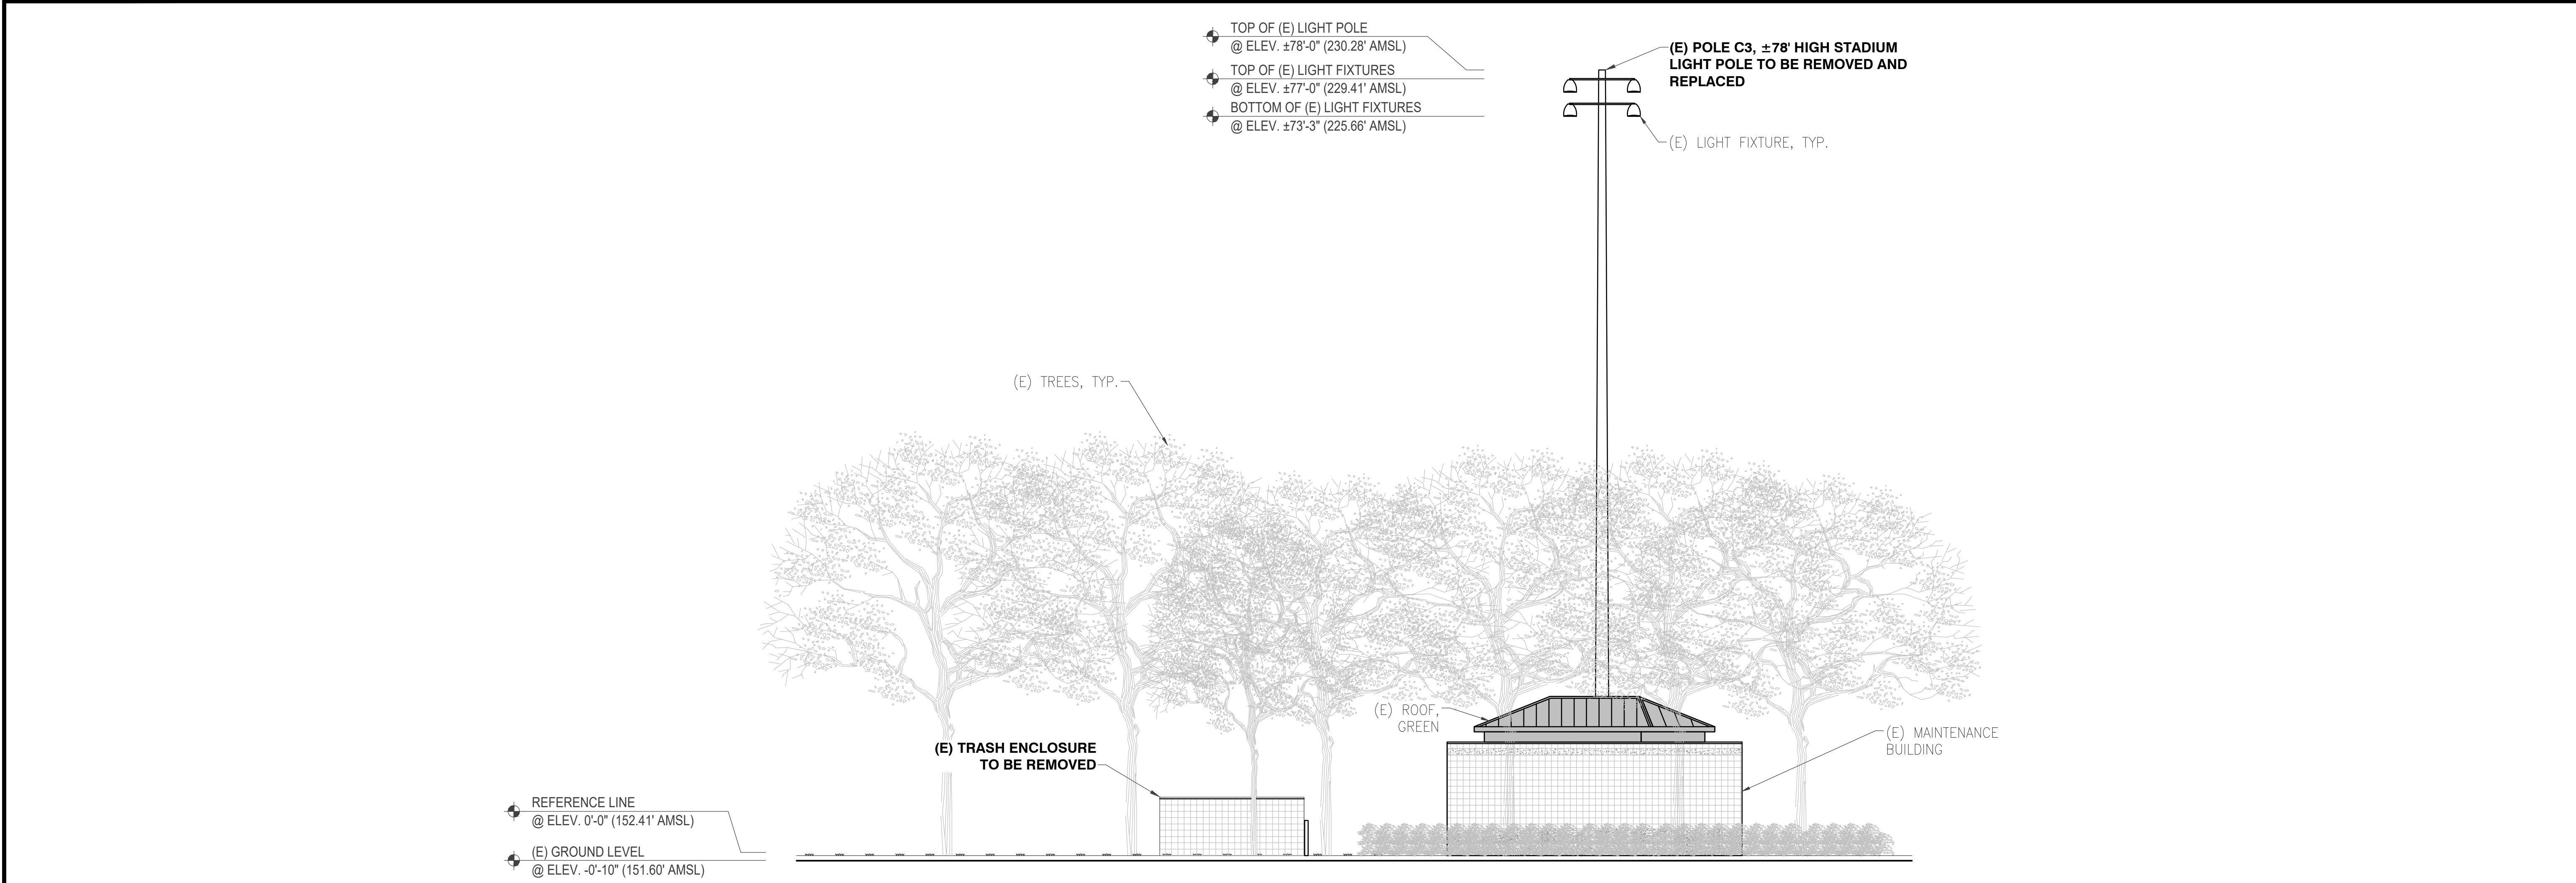 TOP OF (E) LIGHT POLE
@ ELEV. ±78'-0" (230.28' AMSL)
TOP OF (E) LIGHT FIXTURES
@ ELEV. ±77'-0" (229.41' AMSL)
BOTTOM OF (E) LIGHT FIXTURES
@ ELEV. ±73'-3" (225.66' AMSL)
(E) POLE C3, ±78' HIGH STADIUM
LIGHT POLE TO BE REMOVED AND
REPLACED
(E) LIGHT FIXTURE, TYP.
(E) TREES, TYP.
(E) ROOF,
GREEN
(E) MAINTENANCE
BUILDING
(E) TRASH ENCLOSURE
TO BE REMOVED
REFERENCE LINE
@ ELEV. 0'-0" (152.41' AMSL)
(E) GROUND LEVEL
@ ELEV. -0'-10" (151.60' AMSL)